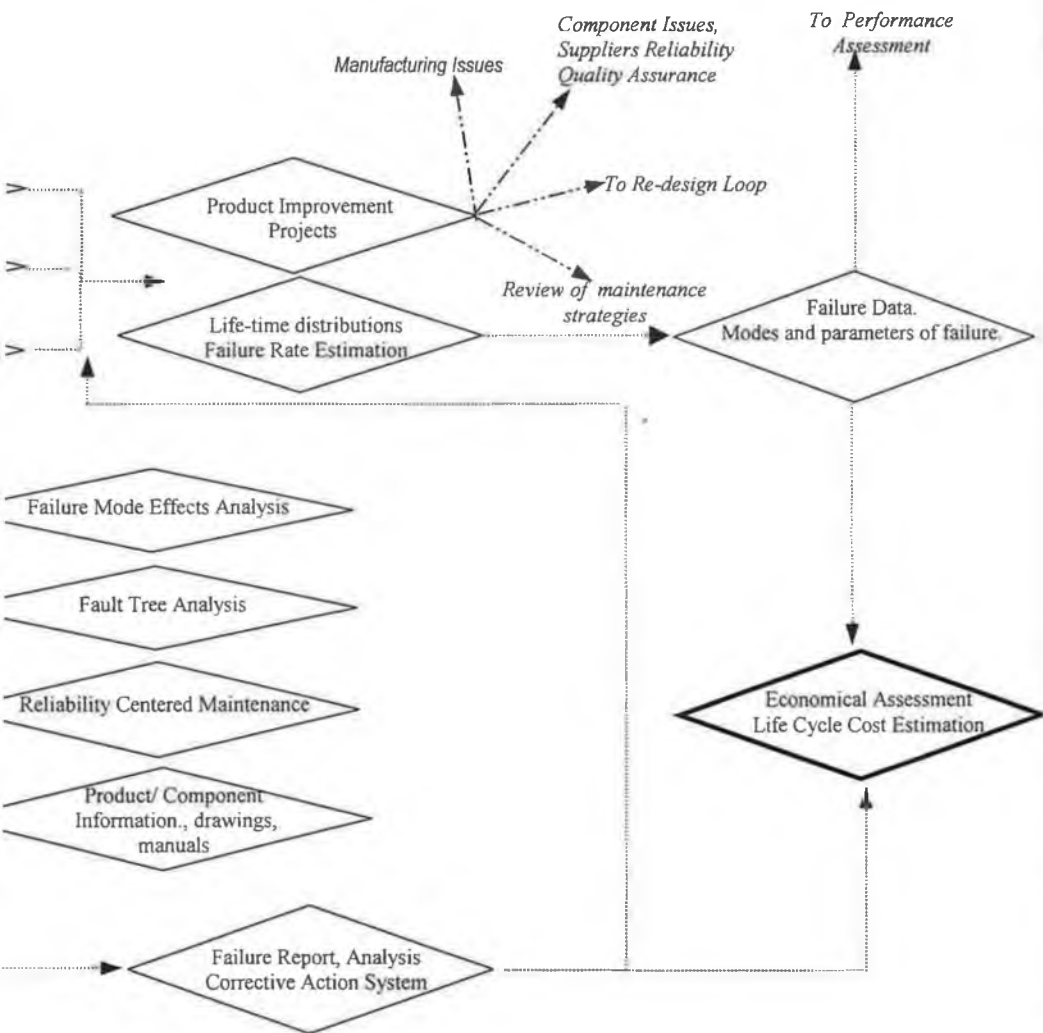 To Performance
Assessment
Component Issues,
Suppliers Reliability
Quality Assurance
Manufacturing Issues
To Re-design Loop
Product Improvement
Projects
Review of maintenance
strategies
Life-time distributions
Failure Rate Estimation
Failure Data.
Modes and parameters of failure.
Failure Mode Effects Analysis
Fault Tree Analysis
Reliability Centered Maintenance
Economical Assessment
Life Cycle Cost Estimation
Product/ Component
Information., drawings,
manuals
Failure Report, Analysis
Corrective Action System